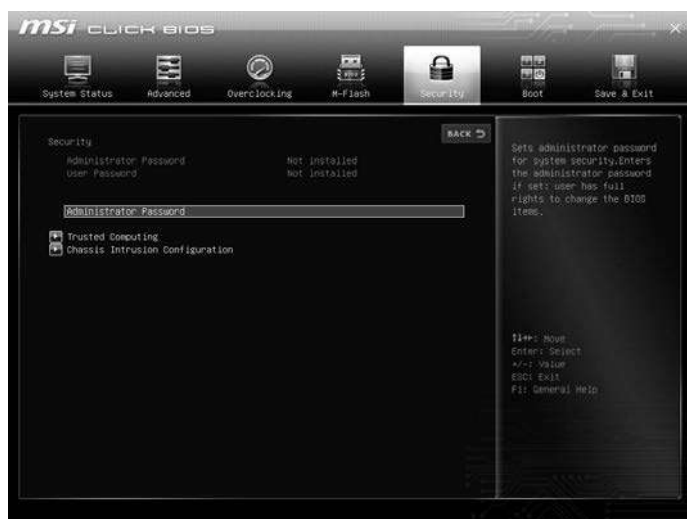 msi CLICK BIOS
System Status
Advanced
Overclocking
M-Flash
Security
Boot
Save & Exit
BACK
Security
Administrator Password Not installed
User Password Not installed
Administrator Password
Trusted Computing
Chassis Intrusion Configuration
Sets administrator password
for system security.Enters
the administrator password
if set: user has full
rights to change the BIOS
items.
↑↓←→: Move
Enter: Select
+/-: Value
ESC: Exit
F1: General Help